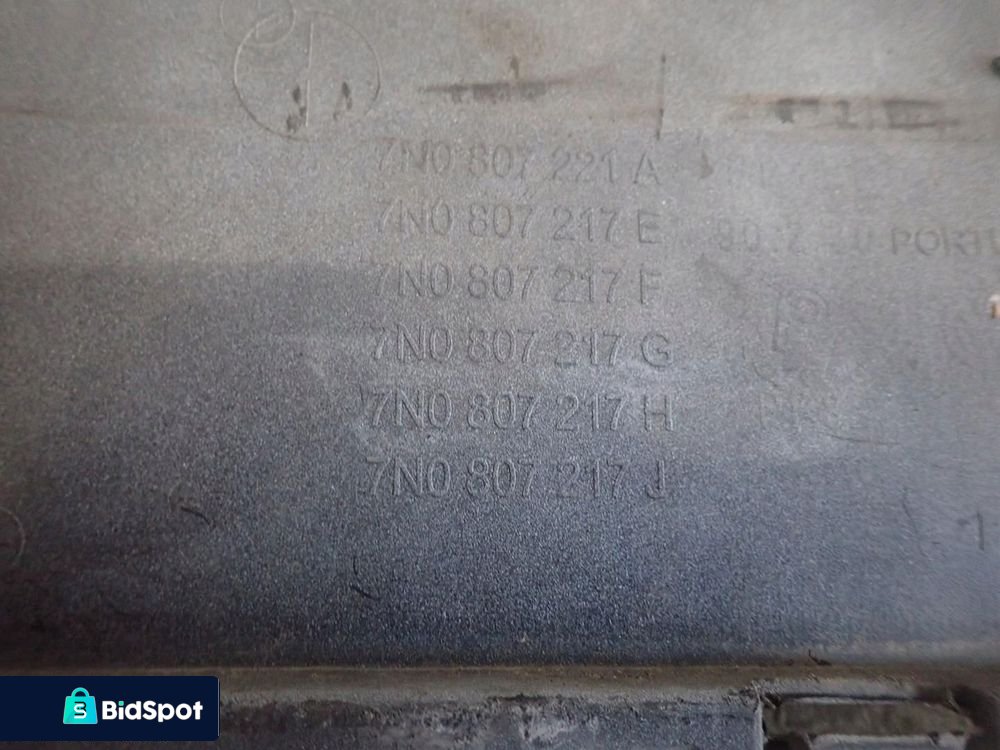 7N0 807 221 A
7N0 807 217 E
7N0 807 217 F
7N0 807 217 G
7N0 807 217 H
7N0 807 217 J
BidSpot